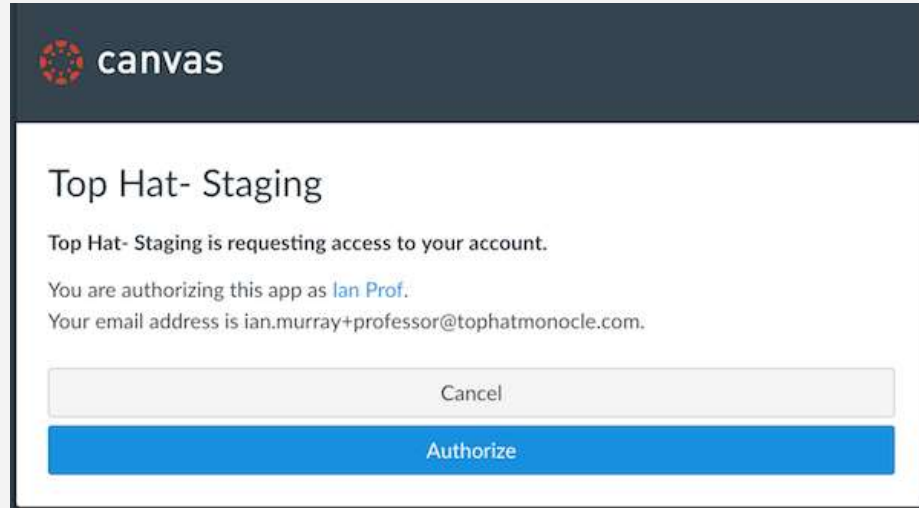 canvas
Top Hat- Staging
Top Hat- Staging is requesting access to your account.
You are authorizing this app as Ian Prof.
Your email address is ian.murray+professor@tophatmonocle.com.
Cancel
Authorize